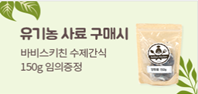 유기농 사료 구매시
바비스키친 수제간식
150g 임의증정